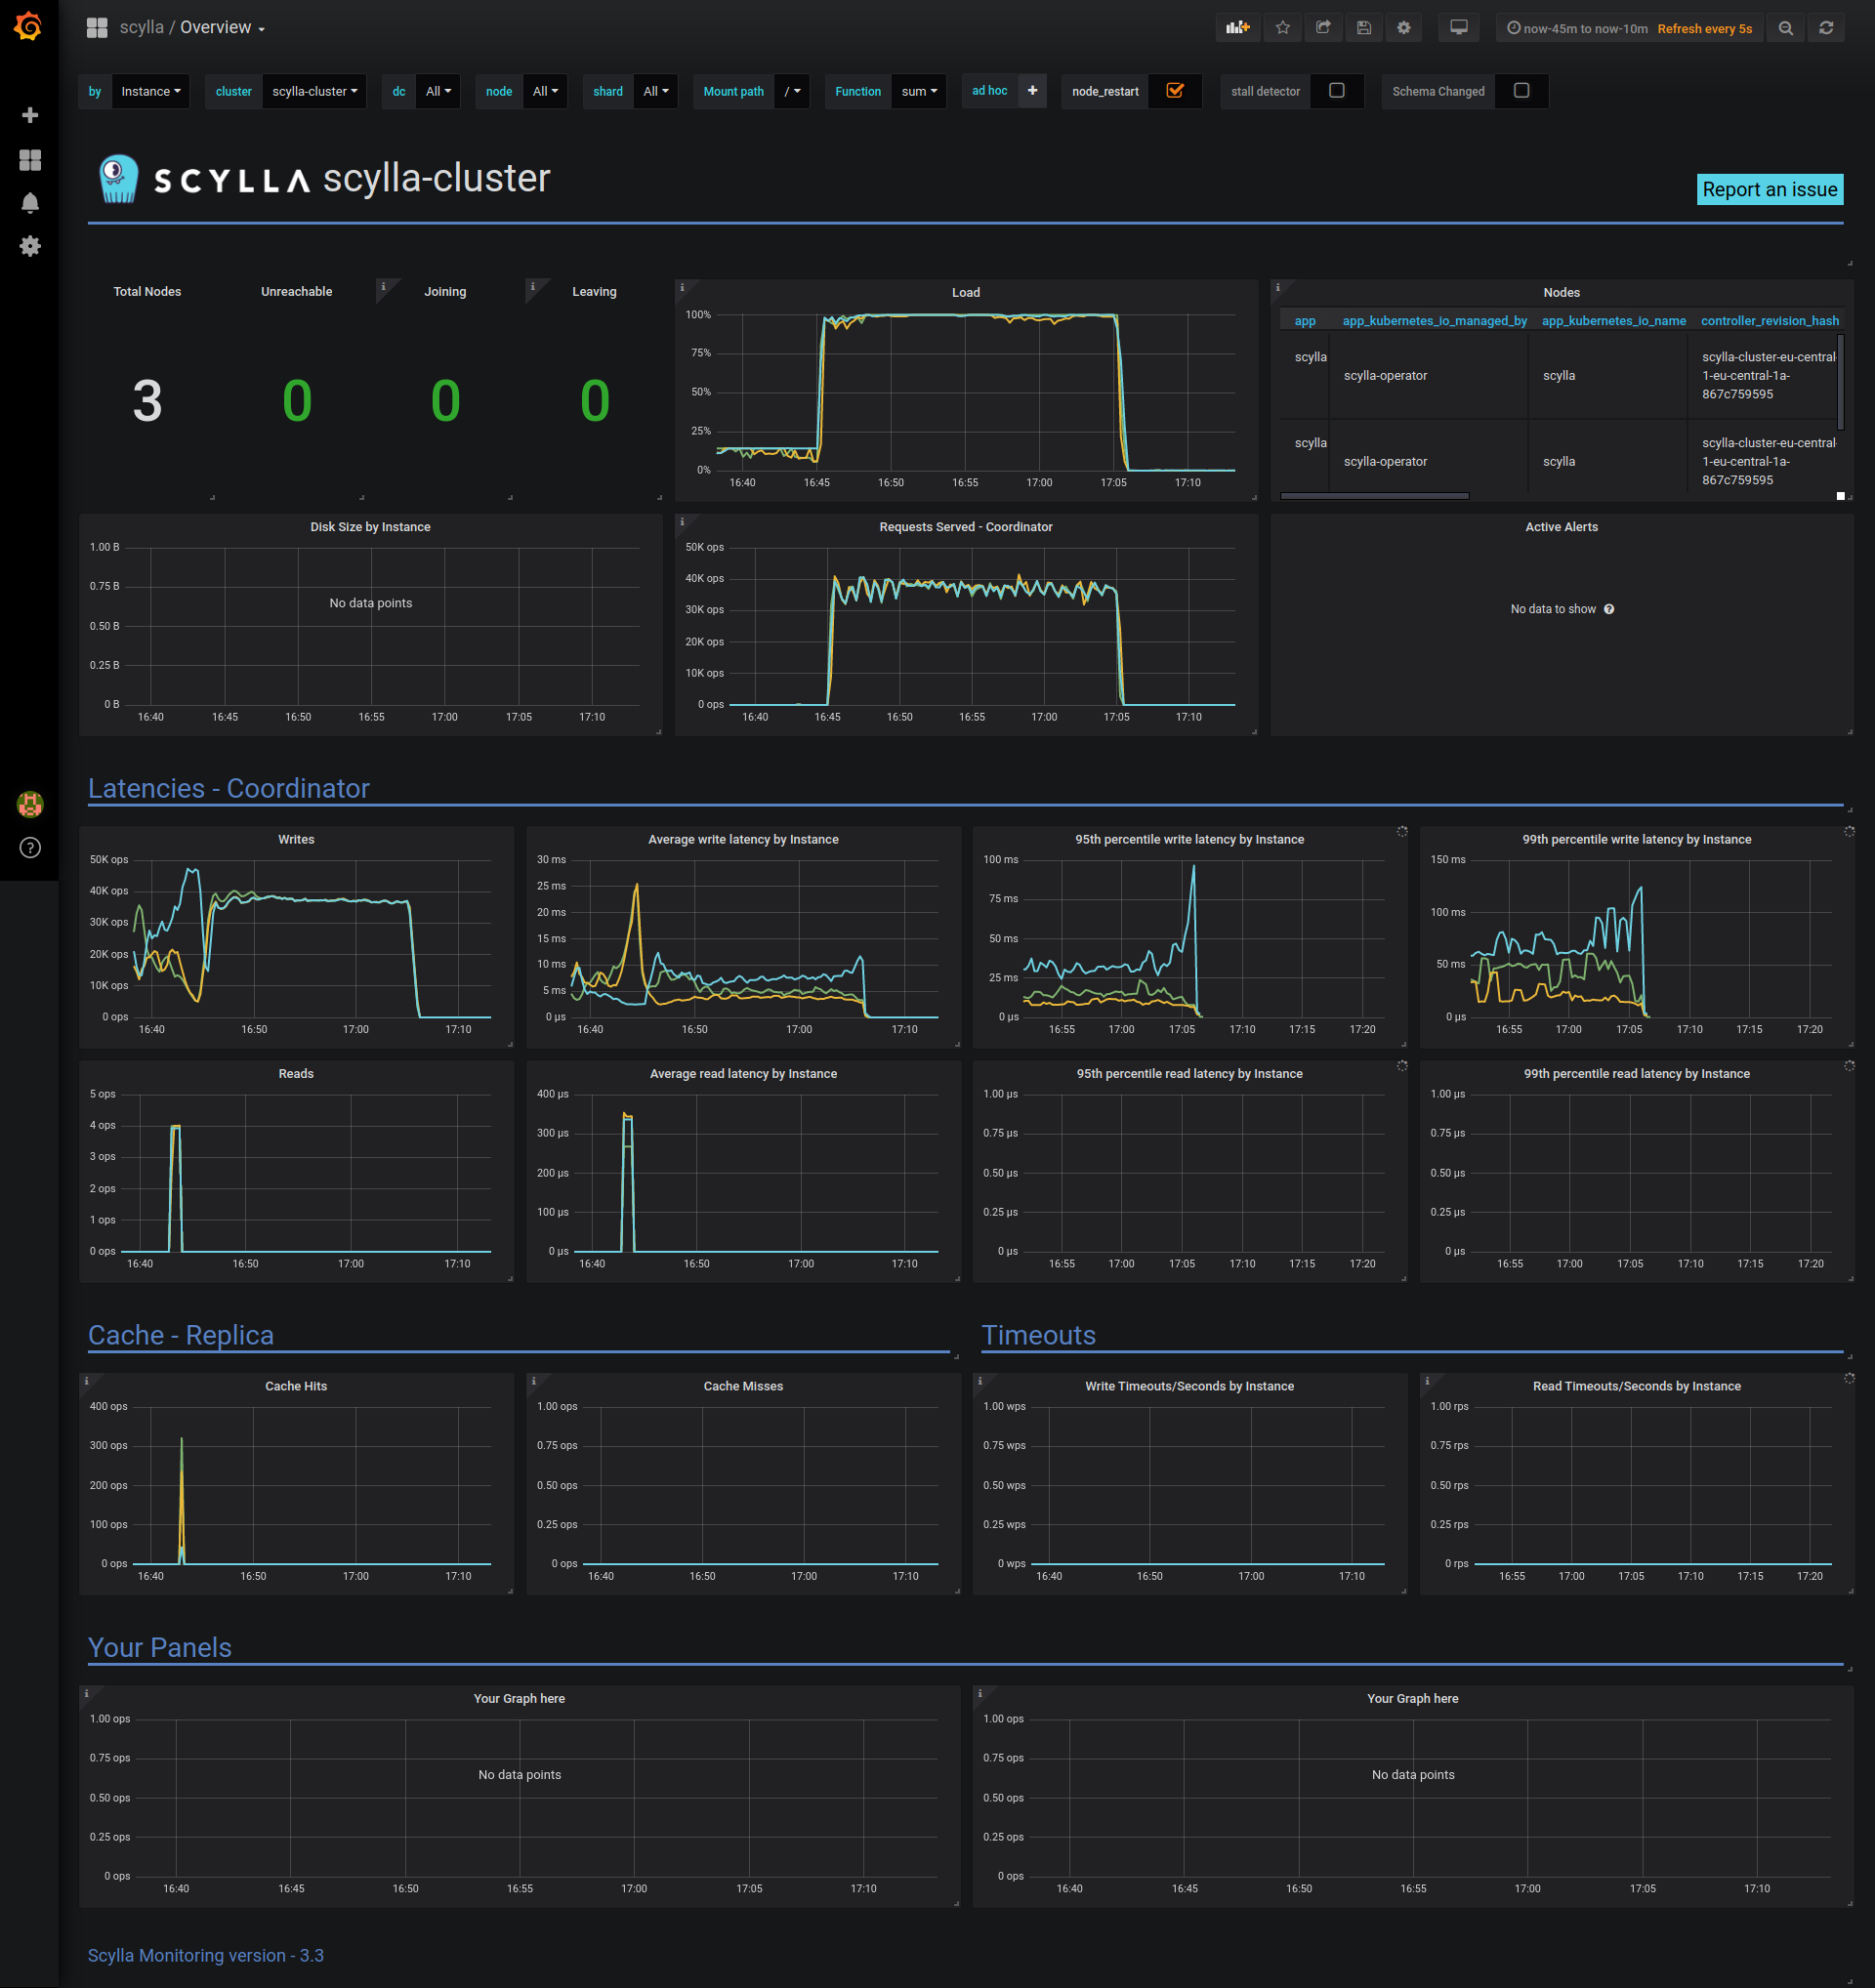 scylla / Overview
now-45m to now-10m Refresh every 5s
by Instance cluster scylla-cluster dc All node All shard All Mount path / Function sum ad hoc + node_restart stall detector Schema Changed
SCYLLA scylla-cluster
Report an issue
Total Nodes
3
Unreachable
0
Joining
0
Leaving
0
Load
100%
75%
50%
25%
0%
16:40 16:45 16:50 16:55 17:00 17:05 17:10
Nodes
app app_kubernetes_io_managed_by app_kubernetes_io_name controller_revision_hash
scylla scylla-operator scylla scylla-cluster-eu-central-
1-eu-central-1a-
867c759595
scylla scylla-operator scylla scylla-cluster-eu-central-
1-eu-central-1a-
867c759595
Disk Size by Instance
1.00 B
0.75 B
0.50 B
0.25 B
0 B
No data points
16:40 16:45 16:50 16:55 17:00 17:05 17:10
Requests Served - Coordinator
50K ops
40K ops
30K ops
20K ops
10K ops
0 ops
16:40 16:45 16:50 16:55 17:00 17:05 17:10
Active Alerts
No data to show ?
Latencies - Coordinator
Writes
50K ops
40K ops
30K ops
20K ops
10K ops
0 ops
16:40 16:50 17:00 17:10
Average write latency by Instance
30 ms
25 ms
20 ms
15 ms
10 ms
5 ms
0 µs
16:40 16:50 17:00 17:10
95th percentile write latency by Instance
100 ms
75 ms
50 ms
25 ms
0 µs
16:55 17:00 17:05 17:10 17:15 17:20
99th percentile write latency by Instance
150 ms
100 ms
50 ms
0 µs
16:55 17:00 17:05 17:10 17:15 17:20
Reads
5 ops
4 ops
3 ops
2 ops
1 ops
0 ops
16:40 16:50 17:00 17:10
Average read latency by Instance
400 µs
300 µs
200 µs
100 µs
0 µs
16:40 16:50 17:00 17:10
95th percentile read latency by Instance
1.00 µs
0.75 µs
0.50 µs
0.25 µs
0 µs
16:55 17:00 17:05 17:10 17:15 17:20
99th percentile read latency by Instance
1.00 µs
0.75 µs
0.50 µs
0.25 µs
0 µs
16:55 17:00 17:05 17:10 17:15 17:20
Cache - Replica
Timeouts
Cache Hits
400 ops
300 ops
200 ops
100 ops
0 ops
16:40 16:50 17:00 17:10
Cache Misses
1.00 ops
0.75 ops
0.50 ops
0.25 ops
0 ops
16:40 16:50 17:00 17:10
Write Timeouts/Seconds by Instance
1.00 wps
0.75 wps
0.50 wps
0.25 wps
0 wps
16:40 16:50 17:00 17:10
Read Timeouts/Seconds by Instance
1.00 rps
0.75 rps
0.50 rps
0.25 rps
0 rps
16:55 17:00 17:05 17:10 17:15 17:20
Your Panels
Your Graph here
1.00 ops
0.75 ops
0.50 ops
0.25 ops
0 ops
No data points
16:40 16:45 16:50 16:55 17:00 17:05 17:10
Your Graph here
1.00 ops
0.75 ops
0.50 ops
0.25 ops
0 ops
No data points
16:40 16:45 16:50 16:55 17:00 17:05 17:10
Scylla Monitoring version - 3.3